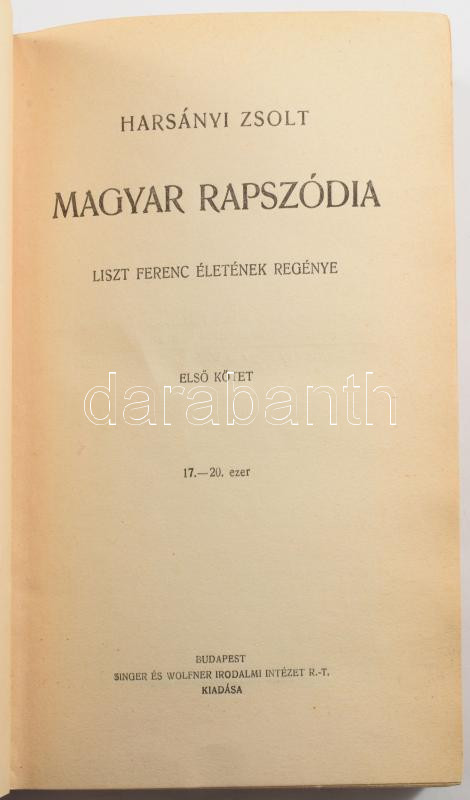 HARSÁNYI ZSOLT
MAGYAR RAPSZÓDIA
LISZT FERENC ÉLETÉNEK REGÉNYE
ELSŐ KÖTET
darabanth
17.—20. ezer
BUDAPEST
SINGER ÉS WOLFNER IRODALMI INTÉZET R.-T.
KIADÁSA